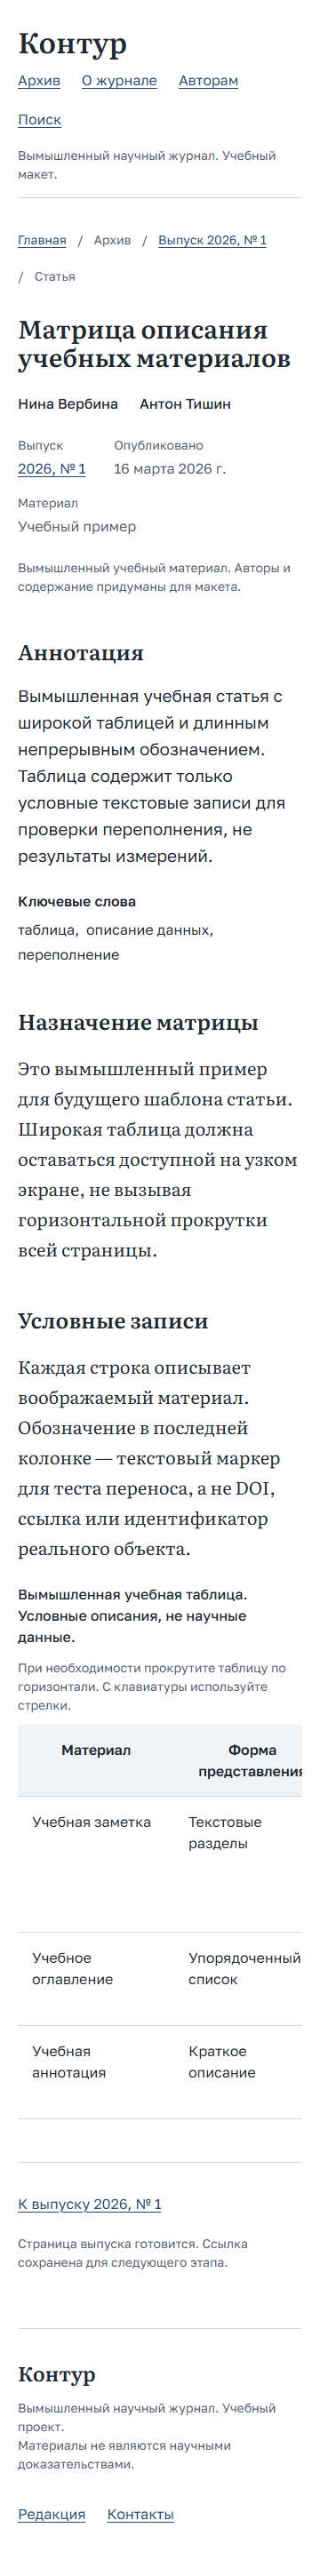 Контур
Архив О журнале Авторам
Поиск
Вымышленный научный журнал. Учебный
макет.
Главная / Архив / Выпуск 2026, № 1
/ Статья
Матрица описания
учебных материалов
Нина Вербина Антон Тишин
Выпуск Опубликовано
2026, № 1 16 марта 2026 г.
Материал
Учебный пример
Вымышленный учебный материал. Авторы и
содержание придуманы для макета.
Аннотация
Вымышленная учебная статья с
широкой таблицей и длинным
непрерывным обозначением.
Таблица содержит только
условные текстовые записи для
проверки переполнения, не
результаты измерений.
Ключевые слова
таблица, описание данных,
переполнение
Назначение матрицы
Это вымышленный пример
для будущего шаблона статьи.
Широкая таблица должна
оставаться доступной на узком
экране, не вызывая
горизонтальной прокрутки
всей страницы.
Условные записи
Каждая строка описывает
воображаемый материал.
Обозначение в последней
колонке — текстовый маркер
для теста переноса, а не DOI,
ссылка или идентификатор
реального объекта.
Вымышленная учебная таблица.
Условные описания, не научные
данные.
При необходимости прокрутите таблицу по
горизонтали. С клавиатуры используйте
стрелки.
Материал Форма
представления
Учебная заметка Текстовые
разделы
Учебное Упорядоченный
оглавление список
Учебная Краткое
аннотация описание
К выпуску 2026, № 1
Страница выпуска готовится. Ссылка
сохранена для следующего этапа.
Контур
Вымышленный научный журнал. Учебный
проект.
Материалы не являются научными
доказательствами.
Редакция Контакты